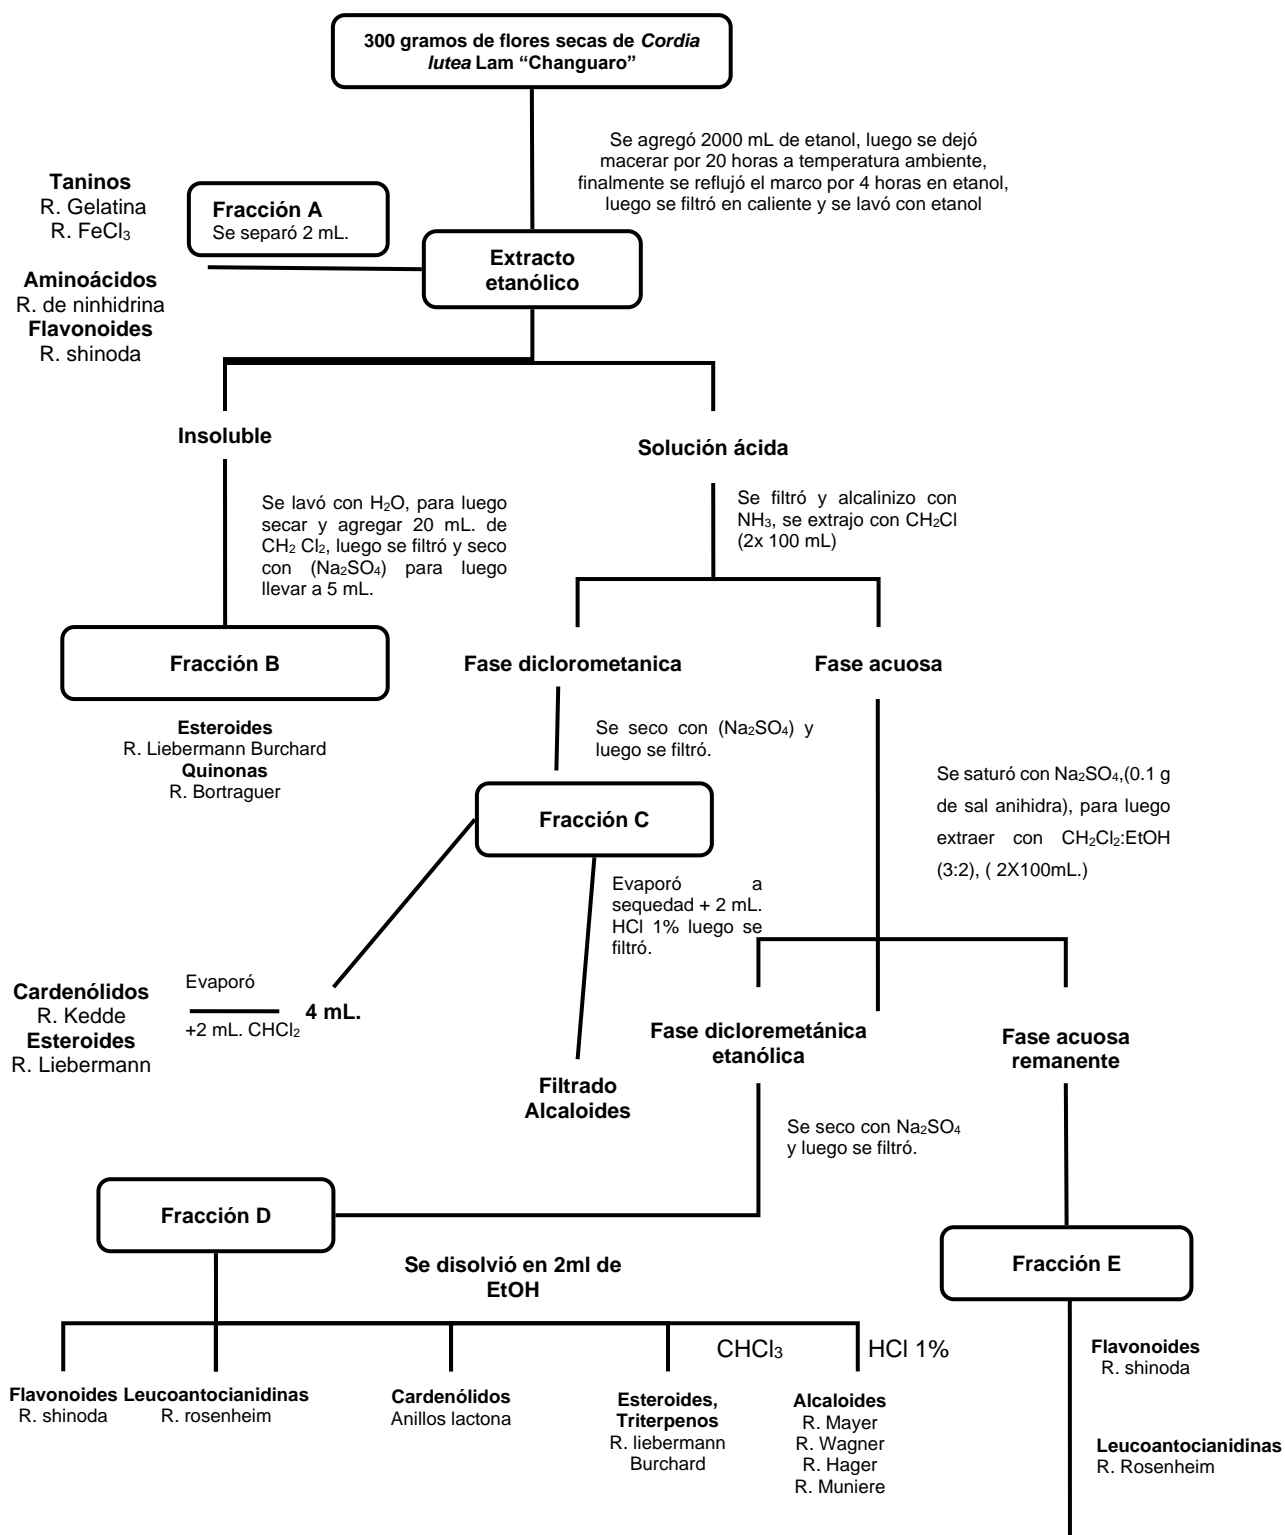 300 gramos de flores secas de Cordia
lutea Lam “Changuaro”
Se agregó 2000 mL de etanol, luego se dejó
macerar por 20 horas a temperatura ambiente,
finalmente se reflujó el marco por 4 horas en etanol,
luego se filtró en caliente y se lavó con etanol
Taninos
R. Gelatina
R. FeCl₃
Fracción A
Se separó 2 mL.
Extracto
etanólico
Aminoácidos
R. de ninhidrina
Flavonoides
R. shinoda
Insoluble
Solución ácida
Se lavó con H₂O, para luego
secar y agregar 20 mL. de
CH₂ Cl₂, luego se filtró y seco
con (Na₂SO₄) para luego
llevar a 5 mL.
Se filtró y alcalinizo con
NH₃, se extrajo con CH₂Cl
(2x 100 mL)
Fracción B
Fase diclorometanica
Fase acuosa
Esteroides
R. Liebermann Burchard
Quinonas
R. Bortraguer
Se seco con (Na₂SO₄) y
luego se filtró.
Se saturó con Na₂SO₄,(0.1 g
de sal anihidra), para luego
extraer con CH₂Cl₂:EtOH
(3:2), ( 2X100mL.)
Fracción C
Evaporó a
sequedad + 2 mL.
HCl 1% luego se
filtró.
Cardenólidos
R. Kedde
Esteroides
R. Liebermann
Evaporó
+2 mL. CHCl₂
4 mL.
Filtrado
Alcaloides
Fase dicloremetánica
etanólica
Fase acuosa
remanente
Se seco con Na₂SO₄
y luego se filtró.
Fracción D
Se disolvió en 2ml de
EtOH
Fracción E
CHCl₃
HCl 1%
Flavonoides
R. shinoda
Leucoantocianidinas
R. rosenheim
Cardenólidos
Anillos lactona
Esteroides,
Triterpenos
R. liebermann
Burchard
Alcaloides
R. Mayer
R. Wagner
R. Hager
R. Muniere
Flavonoides
R. shinoda
Leucoantocianidinas
R. Rosenheim